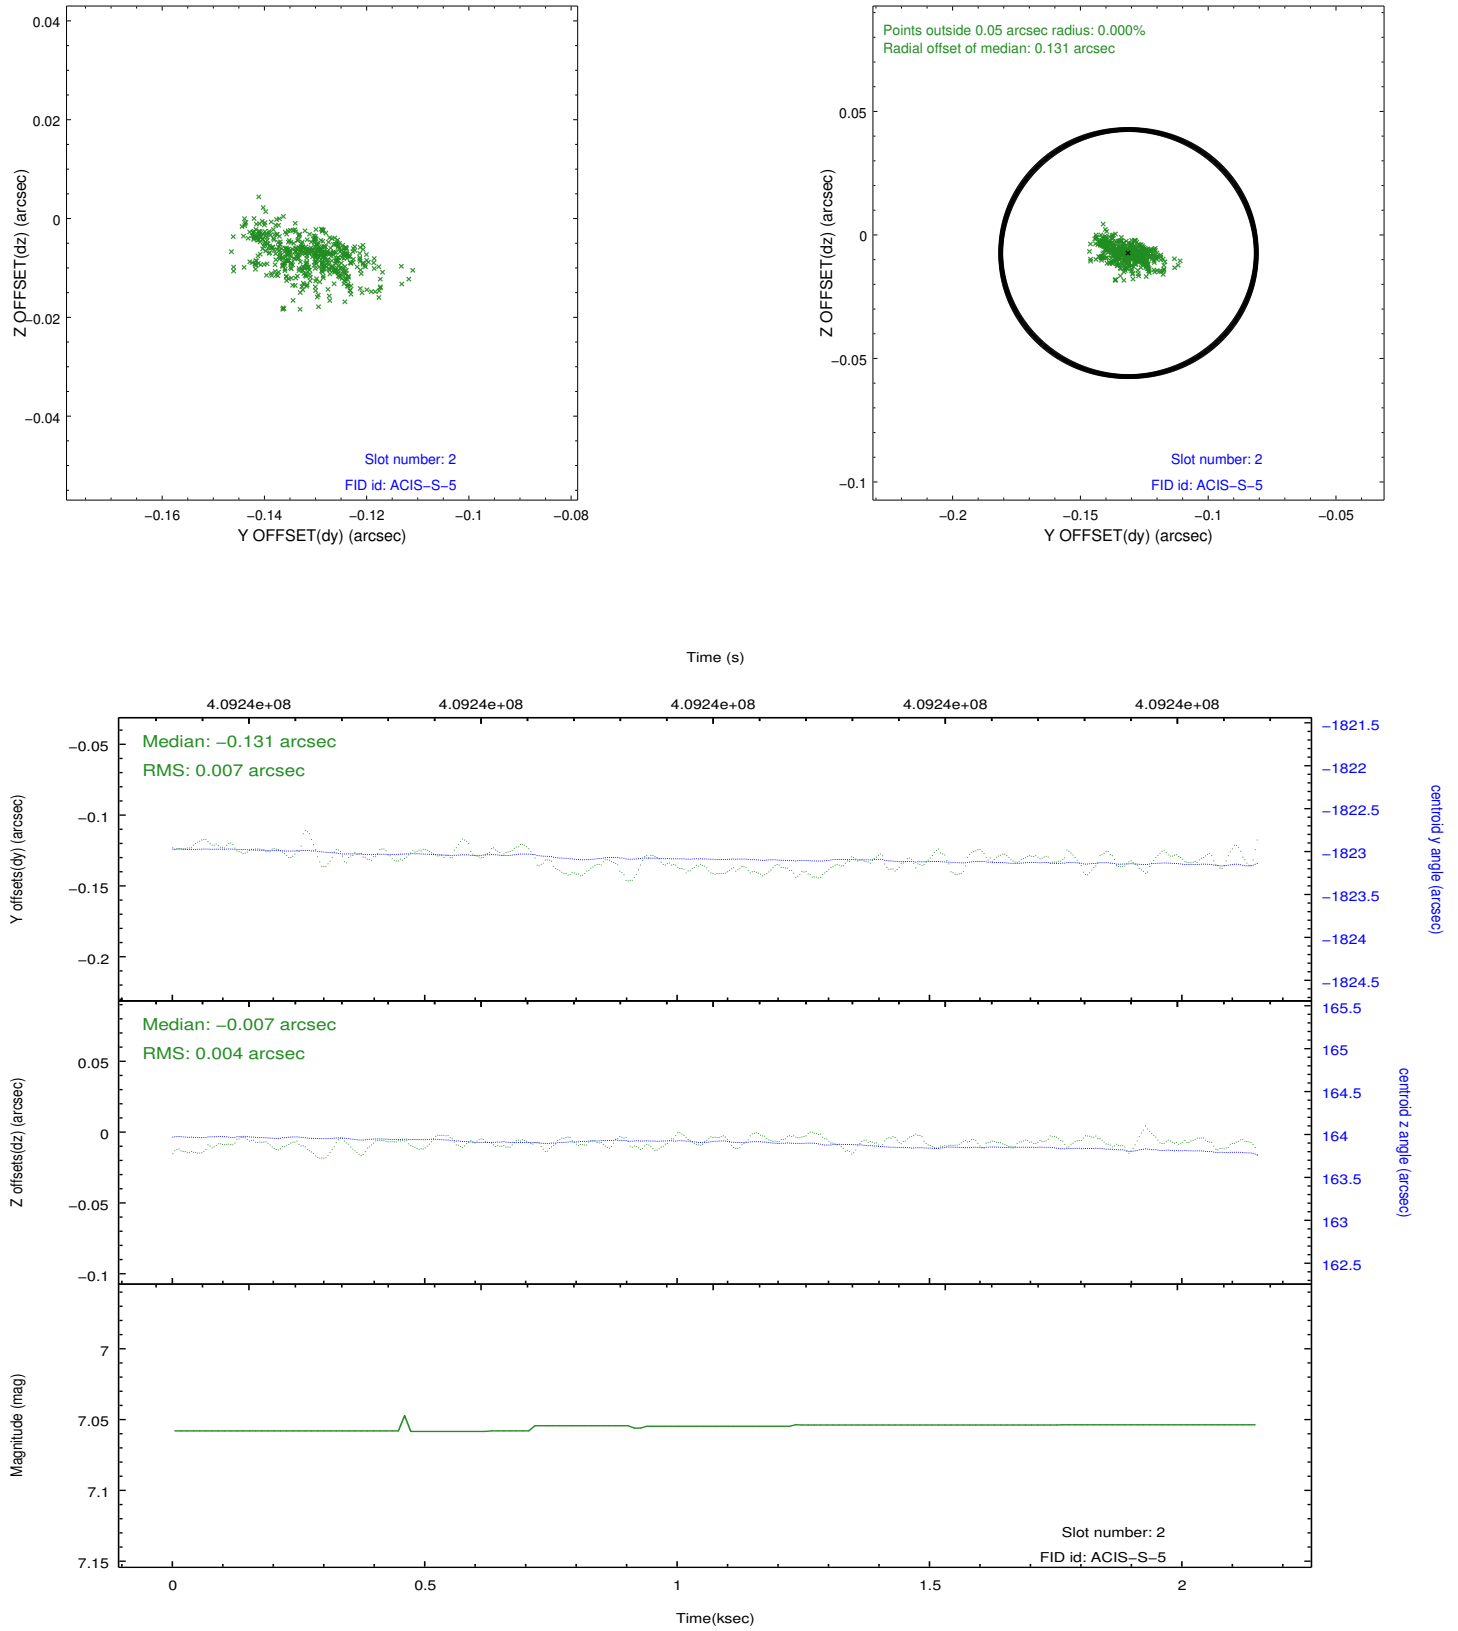 0.04
0.02
0
−0.02
−0.04
Z OFFSET(dz) (arcsec)
Slot number: 2
FID id: ACIS−S−5
−0.16
−0.14
−0.12
−0.1
−0.08
Y OFFSET(dy) (arcsec)
Points outside 0.05 arcsec radius: 0.000%
Radial offset of median: 0.131 arcsec
0.05
0
−0.05
−0.1
Z OFFSET(dz) (arcsec)
Slot number: 2
FID id: ACIS−S−5
−0.2
−0.15
−0.1
−0.05
Y OFFSET(dy) (arcsec)
Time (s)
4.0924e+08
4.0924e+08
4.0924e+08
4.0924e+08
4.0924e+08
Median: −0.131 arcsec
RMS: 0.007 arcsec
−0.05
−0.1
−0.15
−0.2
Y offsets(dy) (arcsec)
−1821.5
−1822
−1822.5
−1823
−1823.5
−1824
−1824.5
centroid y angle (arcsec)
Median: −0.007 arcsec
RMS: 0.004 arcsec
0.05
0
−0.05
−0.1
Z offsets(dz) (arcsec)
165.5
165
164.5
164
163.5
163
162.5
centroid z angle (arcsec)
7
7.05
7.1
7.15
Magnitude (mag)
Slot number: 2
FID id: ACIS−S−5
0
0.5
1
1.5
2
Time(ksec)